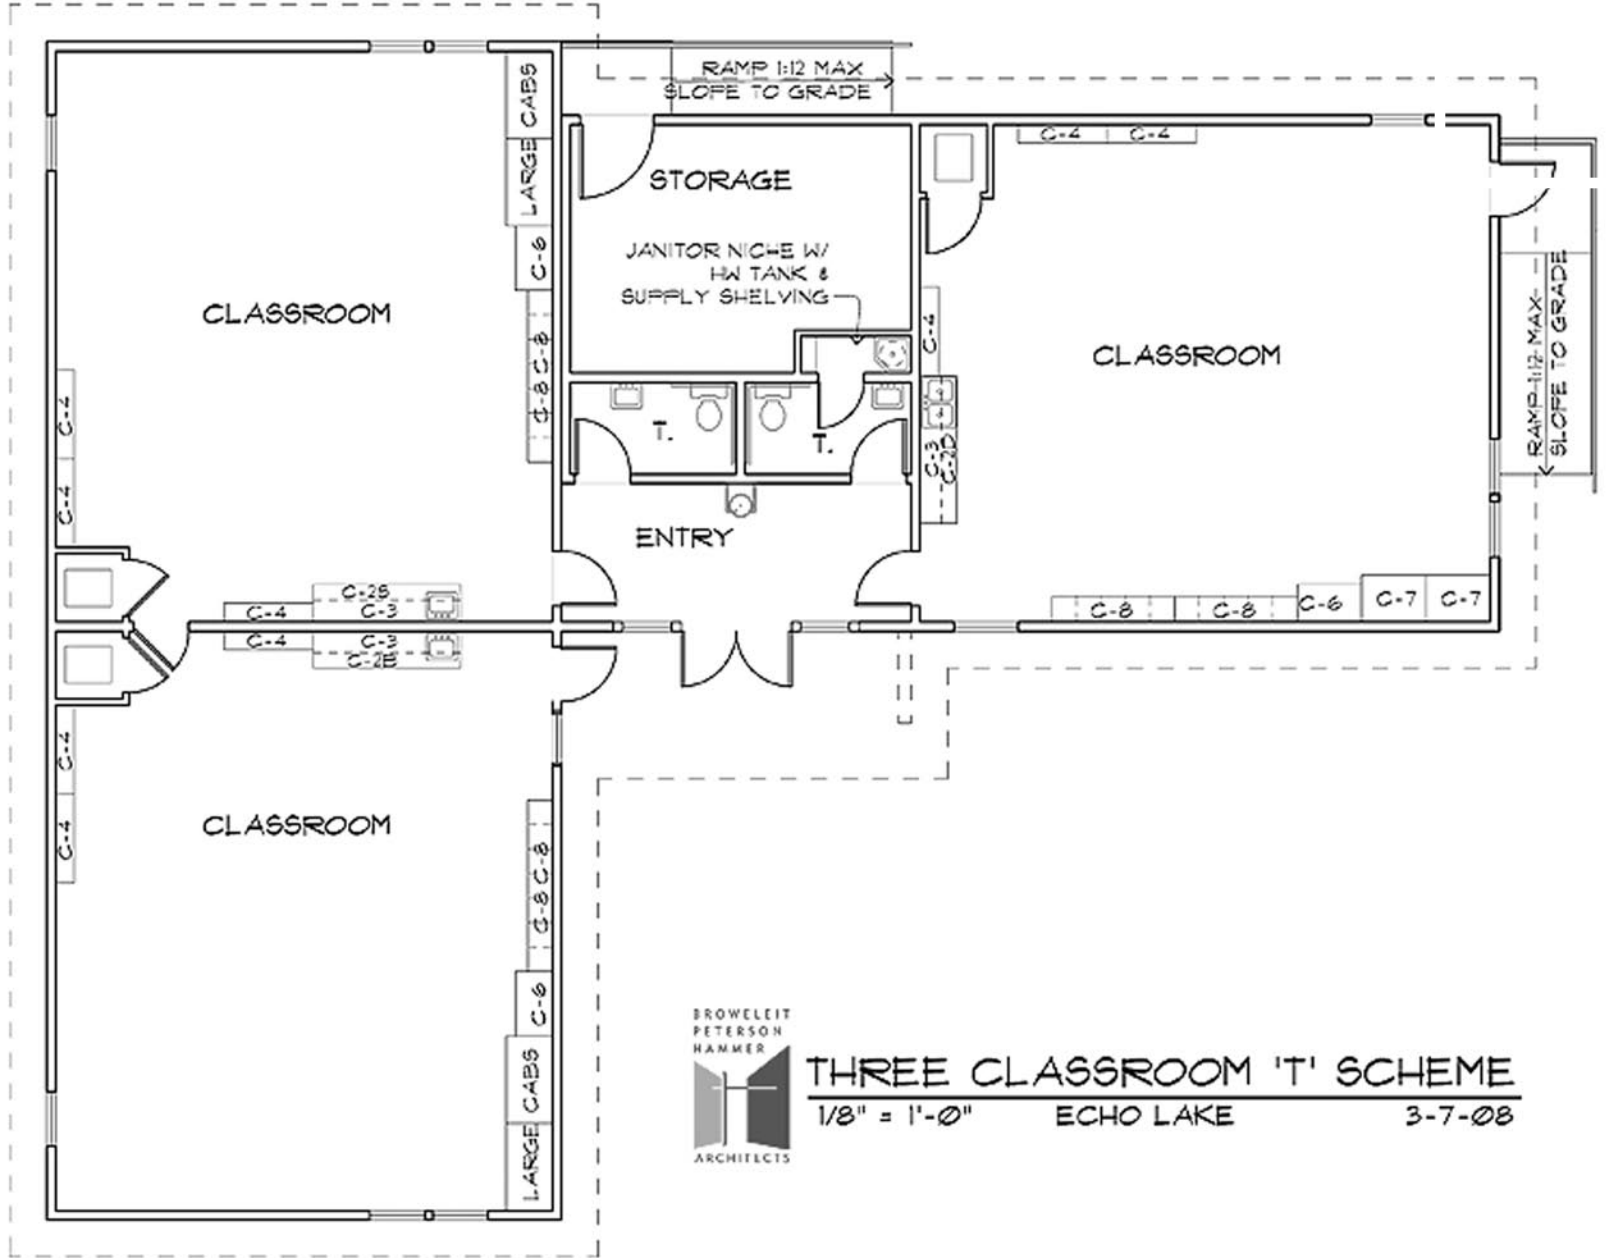 RAMP 1:12 MAX
SLOPE TO GRADE
LARGE CABS
C-4 C-4
STORAGE
C-6
JANITOR NICHE W/
HW TANK &
SUPPLY SHELVING
CLASSROOM
C-8 C-8
C-4
CLASSROOM
RAMP 1:12 MAX
SLOPE TO GRADE
C-4
C-4
T.
T.
C-3
C-2D
ENTRY
C-2B
C-4 C-3
C-8 C-8 C-6 C-7 C-7
C-4 C-3
C-2B
C-4
C-4
CLASSROOM
C-8 C-8
C-6
LARGE CABS
BROWELEIT
PETERSON
HAMMER
ARCHITECTS
THREE CLASSROOM 'T' SCHEME
1/8" = 1'-0" ECHO LAKE 3-7-08